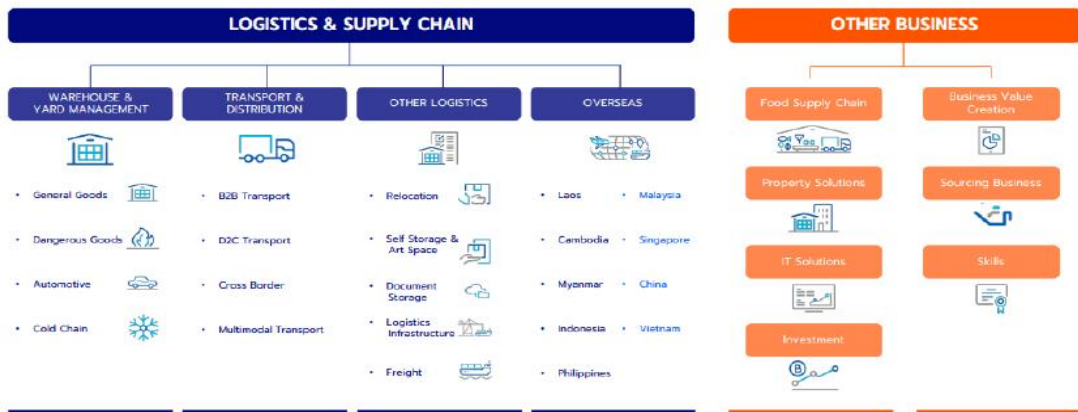 LOGISTICS & SUPPLY CHAIN
WAREHOUSE &
YARD MANAGEMENT
General Goods
Dangerous Goods
Automotive
Cold Chain
TRANSPORT &
DISTRIBUTION
B2B Transport
D2C Transport
Cross Border
Multimodal Transport
OTHER LOGISTICS
Relocation
Self Storage &
Art Space
Document
Storage
Logistics
Infrastructure
Freight
OVERSEAS
Laos
Cambodia
Myanmar
Indonesia
Philippines
Malaysia
Singapore
China
Vietnam
OTHER BUSINESS
Food Supply Chain
Property Solutions
IT Solutions
Investment
Business Value
Creation
Sourcing Business
Skills